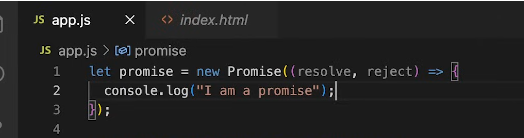 JS app.js × <> index.html
JS app.js > promise
1 let promise = new Promise((resolve, reject) => {
2 console.log("I am a promise");
3 });
4